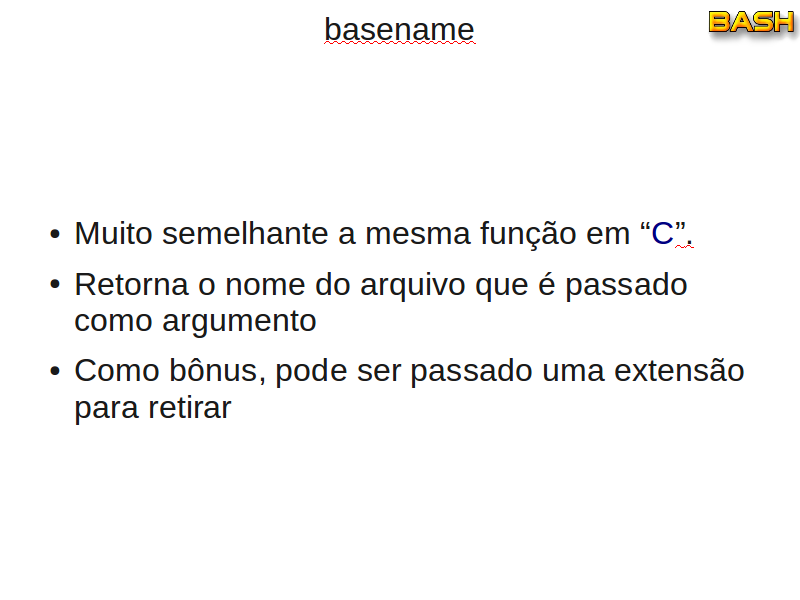 basename
BASH
• Muito semelhante a mesma função em “C”.
• Retorna o nome do arquivo que é passado
como argumento
• Como bônus, pode ser passado uma extensão
para retirar